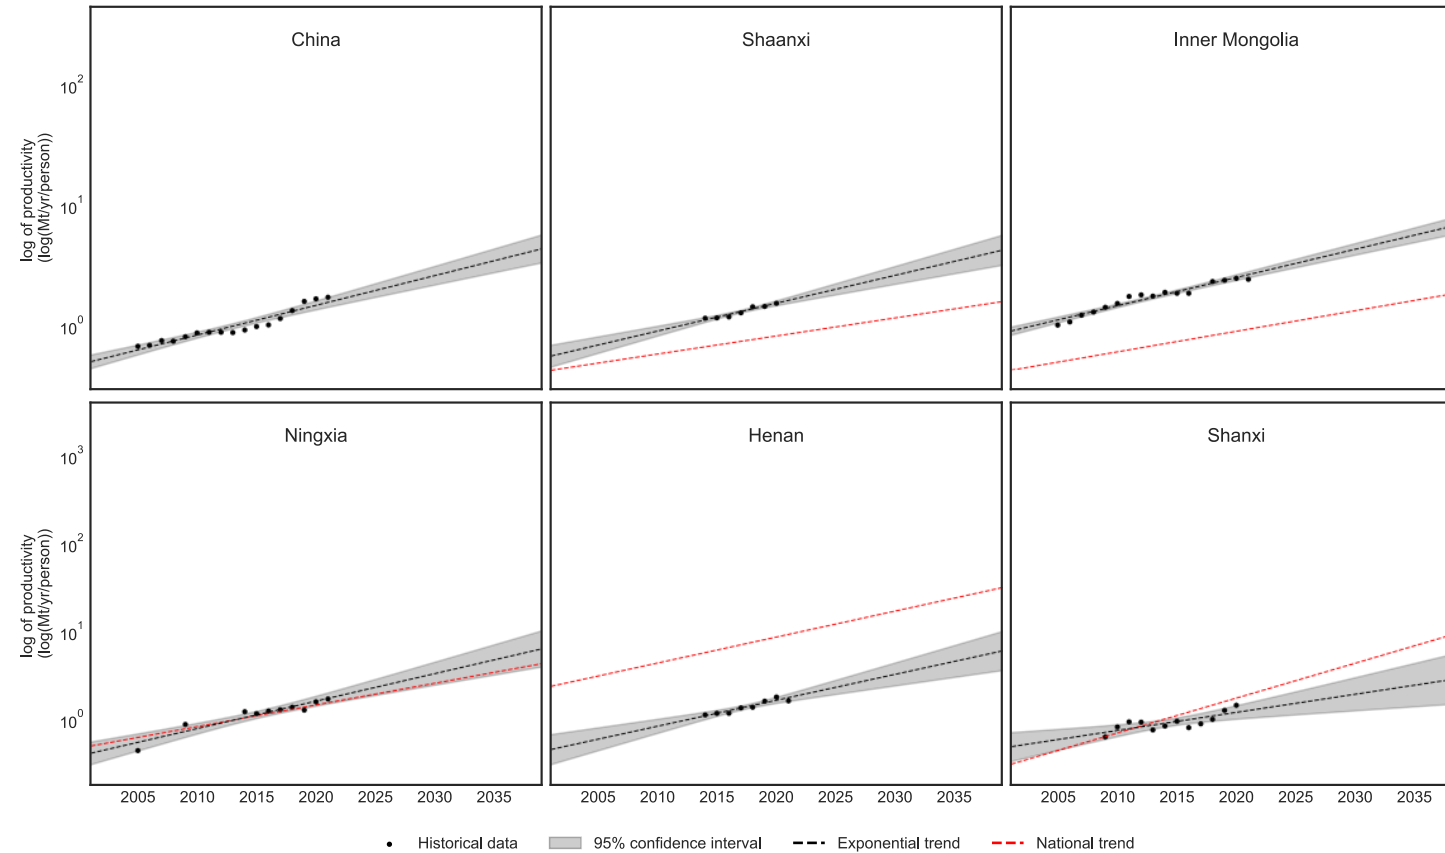 China
Shaanxi
Inner Mongolia
10²
10¹
10⁰
log of productivity
(log(Mt/yr/person))
Ningxia
Henan
Shanxi
10³
10²
10¹
10⁰
log of productivity
(log(Mt/yr/person))
2005 2010 2015 2020 2025 2030 2035
2005 2010 2015 2020 2025 2030 2035
2005 2010 2015 2020 2025 2030 2035
Historical data 95% confidence interval Exponential trend National trend